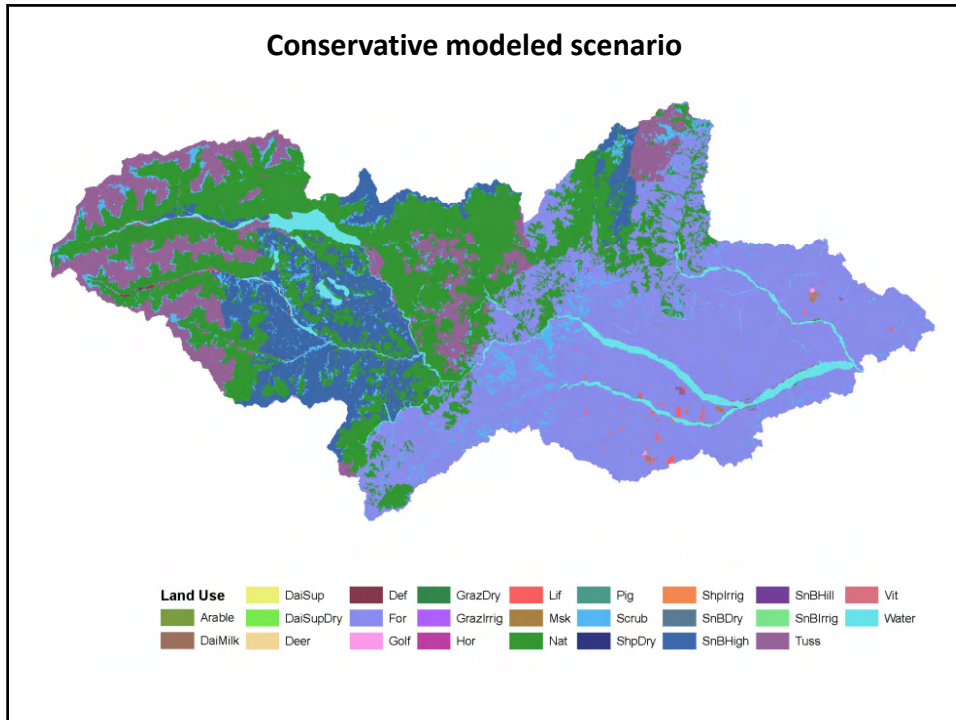 Conservative modeled scenario
Land Use DaiSup Def GrazDry Lif Pig ShpIrrig SnBHill Vit
Arable DaiSupDry For GrazIrrig Msk Scrub SnBDry SnBIrrig Water
DaiMilk Deer Golf Hor Nat ShpDry SnBHigh Tuss